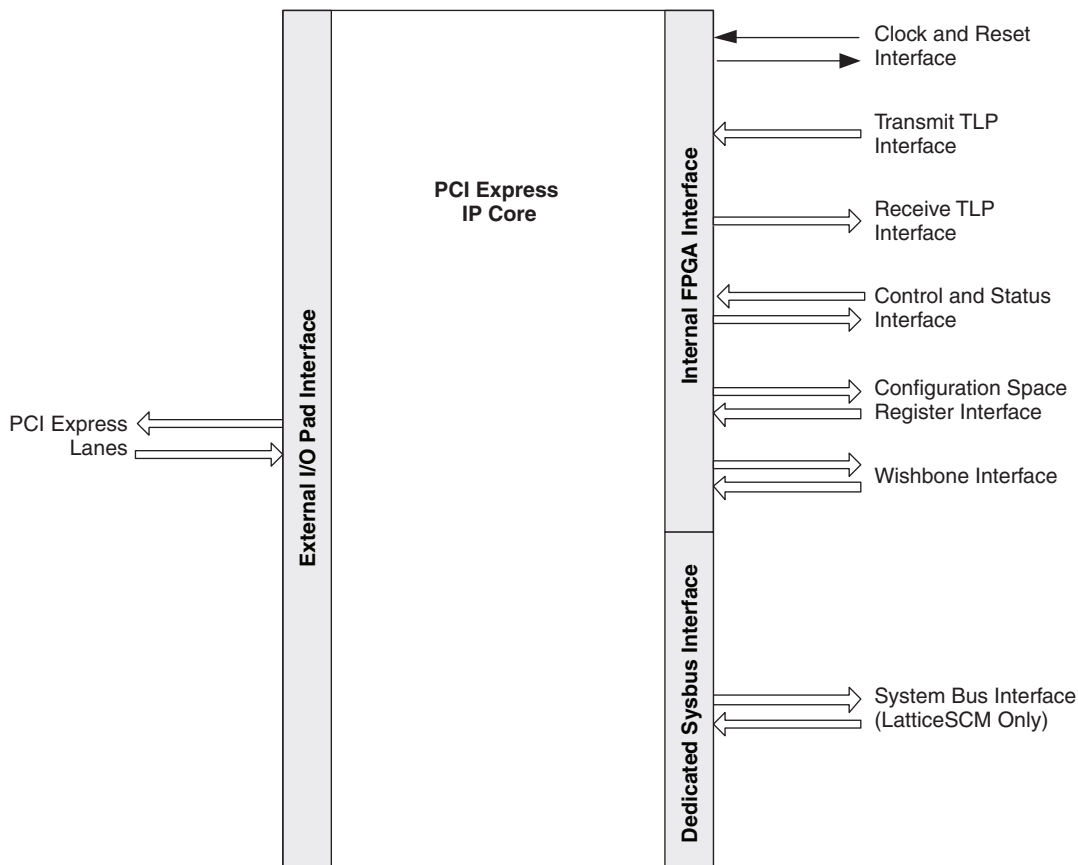 PCI Express
Lanes
External I/O Pad Interface
PCI Express
IP Core
Internal FPGA Interface
Dedicated Sysbus Interface
Clock and Reset
Interface
Transmit TLP
Interface
Receive TLP
Interface
Control and Status
Interface
Configuration Space
Register Interface
Wishbone Interface
System Bus Interface
(LatticeSCM Only)